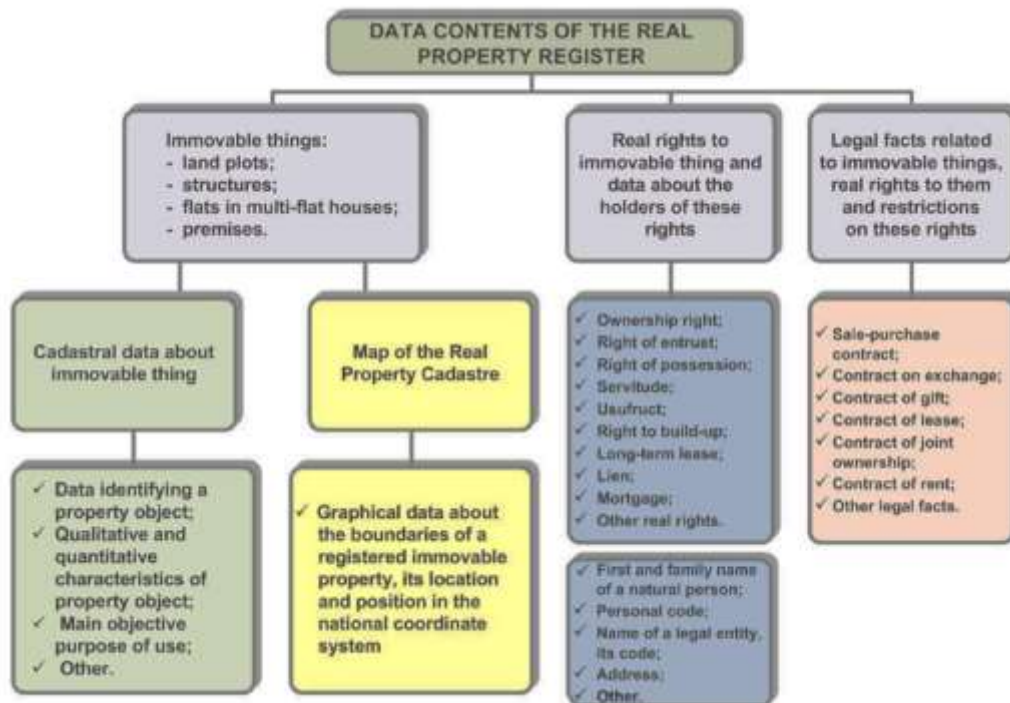 DATA CONTENTS OF THE REAL
PROPERTY REGISTER
Immovable things:
- land plots;
- structures;
- flats in multi-flat houses;
- premises.
Real rights to
immovable thing and
data about the
holders of these
rights
Legal facts related
to immovable things,
real rights to them
and restrictions
on these rights
Cadastral data about
immovable thing
Map of the Real
Property Cadastre
✓ Ownership right;
✓ Right of entrust;
✓ Right of possession;
✓ Servitude;
✓ Usufruct;
✓ Right to build-up;
✓ Long-term lease;
✓ Lien;
✓ Mortgage;
✓ Other real rights.
✓ Sale-purchase
contract;
✓ Contract on exchange;
✓ Contract of gift;
✓ Contract of lease;
✓ Contract of joint
ownership;
✓ Contract of rent;
✓ Other legal facts.
✓ Data identifying a
property object;
✓ Qualitative and
quantitative
characteristics of
property object;
✓ Main objective
purpose of use;
✓ Other.
✓ Graphical data about
the boundaries of a
registered immovable
property, its location
and position in the
national coordinate
system
✓ First and family name
of a natural person;
✓ Personal code;
✓ Name of a legal entity,
its code;
✓ Address;
✓ Other.